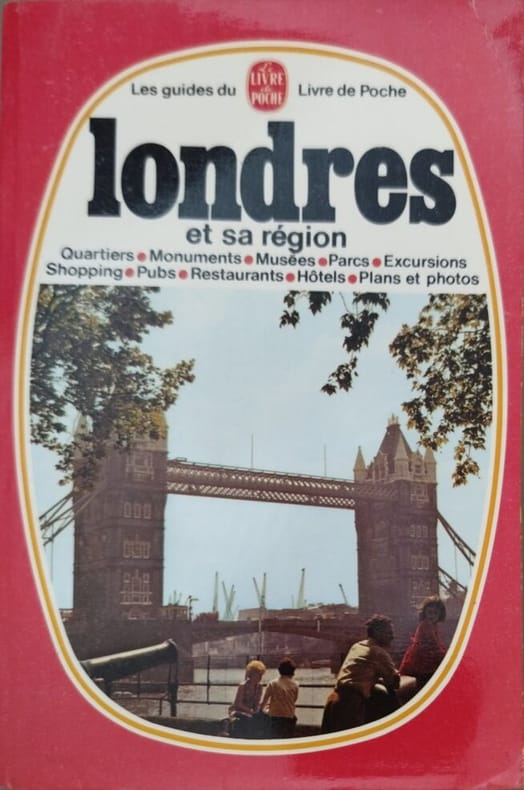 Les guides du Le LIVRE de POCHE Livre de Poche
londres
et sa région
Quartiers ● Monuments ● Musées ● Parcs ● Excursions
Shopping ● Pubs ● Restaurants ● Hôtels ● Plans et photos